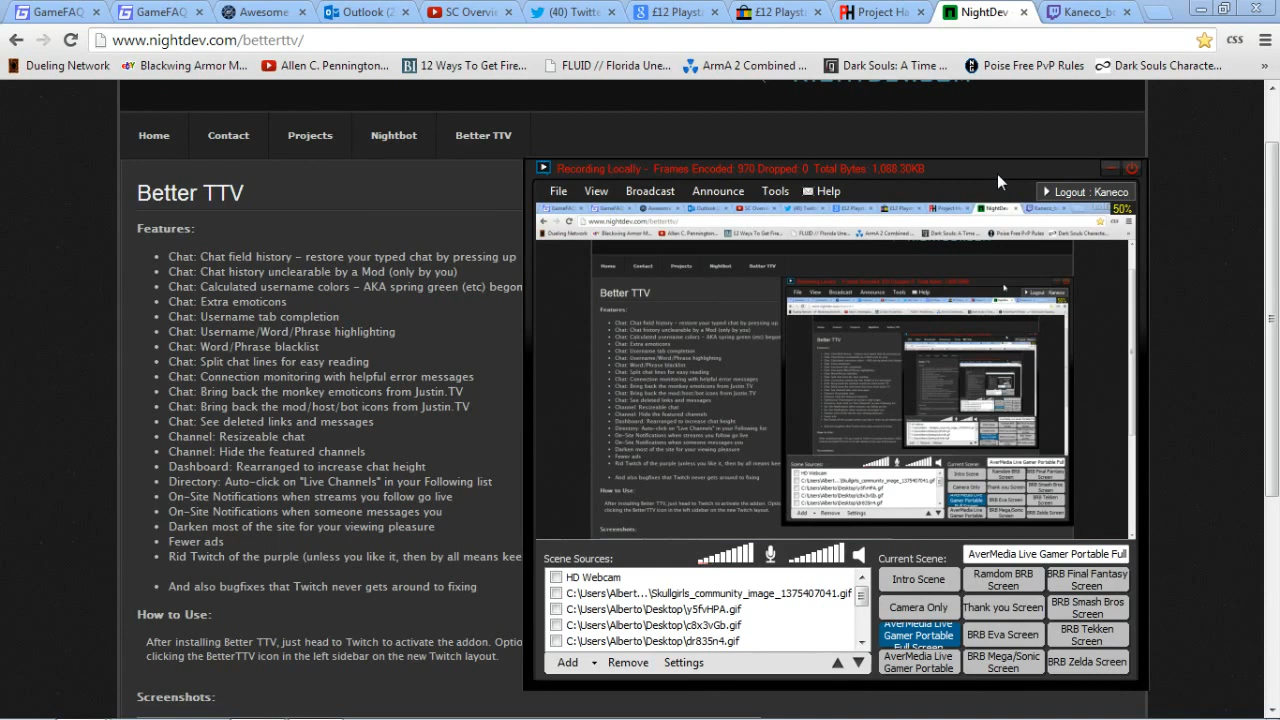 GameFAQ
GameFAQ
Awesome
Outlook (2
SC Overvie
(40) Twitte
£12 Playsta
£12 Playsta
Project Ha
NightDev
Kaneco_bo
www.nightdev.com/betterttv/
Dueling Network
Blackwing Armor M...
Allen C. Pennington...
12 Ways To Get Fire...
FLUID // Florida Une...
ArmA 2 Combined ...
Dark Souls: A Time ...
Poise Free PvP Rules
Dark Souls Characte...
Home
Contact
Projects
Nightbot
Better TTV
Better TTV
Features:
Chat: Chat field history – restore your typed chat by pressing up
Chat: Chat history unclearable by a Mod (only by you)
Chat: Calculated username colors – AKA spring green (etc) begon
Chat: Extra emoticons
Chat: Username tab completion
Chat: Username/Word/Phrase highlighting
Chat: Word/Phrase blacklist
Chat: Split chat lines for easy reading
Chat: Connection monitoring with helpful error messages
Chat: Bring back the monkey emoticons from Justin TV
Chat: Bring back the mod/host/bot icons from Justin TV
Chat: See deleted links and messages
Channel: Resizeable chat
Channel: Hide the featured channels
Dashboard: Rearranged to increase chat height
Directory: Auto-click on "Live Channels" in your Following list
On-Site Notifications when streams you follow go live
On-Site Notifications when someone messages you
Darken most of the site for your viewing pleasure
Fewer ads
Rid Twitch of the purple (unless you like it, then by all means kee
And also bugfixes that Twitch never gets around to fixing
How to Use:
After installing Better TTV, just head to Twitch to activate the addon. Optio
clicking the BetterTTV icon in the left sidebar on the new Twitch layout.
Screenshots:
Recording Locally - Frames Encoded: 970 Dropped: 0 Total Bytes: 1,068.30KB
File View Broadcast Announce Tools Help
Logout : Kaneco
50%
Scene Sources:
HD Webcam
C:\Users\Albert...\Skullgirls_community_image_1375407041.gif
C:\Users\Alberto\Desktop\y5fvHPA.gif
C:\Users\Alberto\Desktop\c8x3vGb.gif
C:\Users\Alberto\Desktop\dr835n4.gif
Add Remove Settings
Current Scene:
AverMedia Live Gamer Portable Full
Intro Scene
Ramdom BRB
Screen
BRB Final Fantasy
Screen
Camera Only
Thank you Screen
BRB Smash Bros
Screen
AverMedia Live
Gamer Portable
Full Screen
BRB Eva Screen
BRB Tekken
Screen
AverMedia Live
Gamer Portable
BRB Mega/Sonic
Screen
BRB Zelda Screen